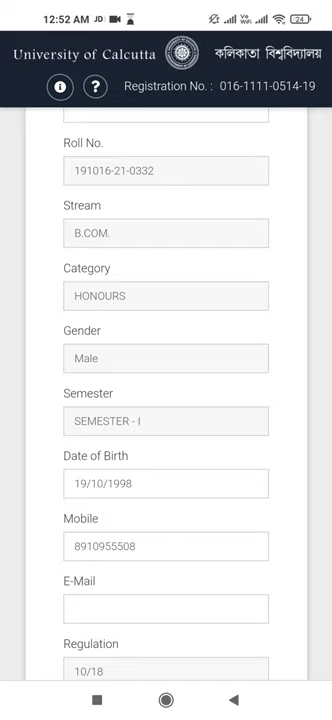 12:52 AM JD 24
University of Calcutta কলিকাতা বিশ্ববিদ্যালয়
Registration No. : 016-1111-0514-19
Roll No.
191016-21-0332
Stream
B.COM.
Category
HONOURS
Gender
Male
Semester
SEMESTER - I
Date of Birth
19/10/1998
Mobile
8910955508
E-Mail
Regulation
10/18